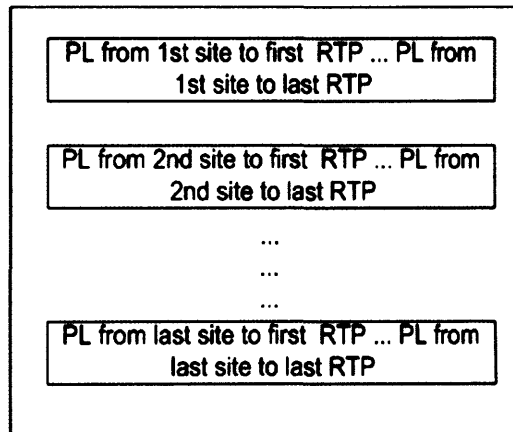 PL from 1st site to first RTP ... PL from
1st site to last RTP
PL from 2nd site to first RTP ... PL from
2nd site to last RTP
...
...
...
PL from last site to first RTP ... PL from
last site to last RTP